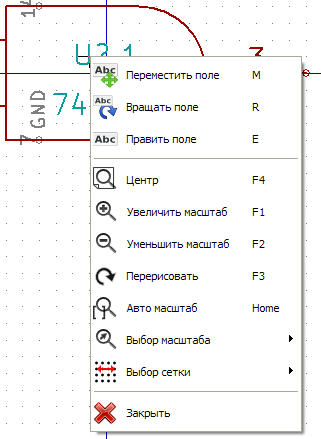 14
U3.1
3
GND
74
7
Abc Переместить поле M
Abc Вращать поле R
Abc Править поле E
Центр F4
Увеличить масштаб F1
Уменьшить масштаб F2
Перерисовать F3
Авто масштаб Home
Выбор масштаба
Выбор сетки
Закрыть